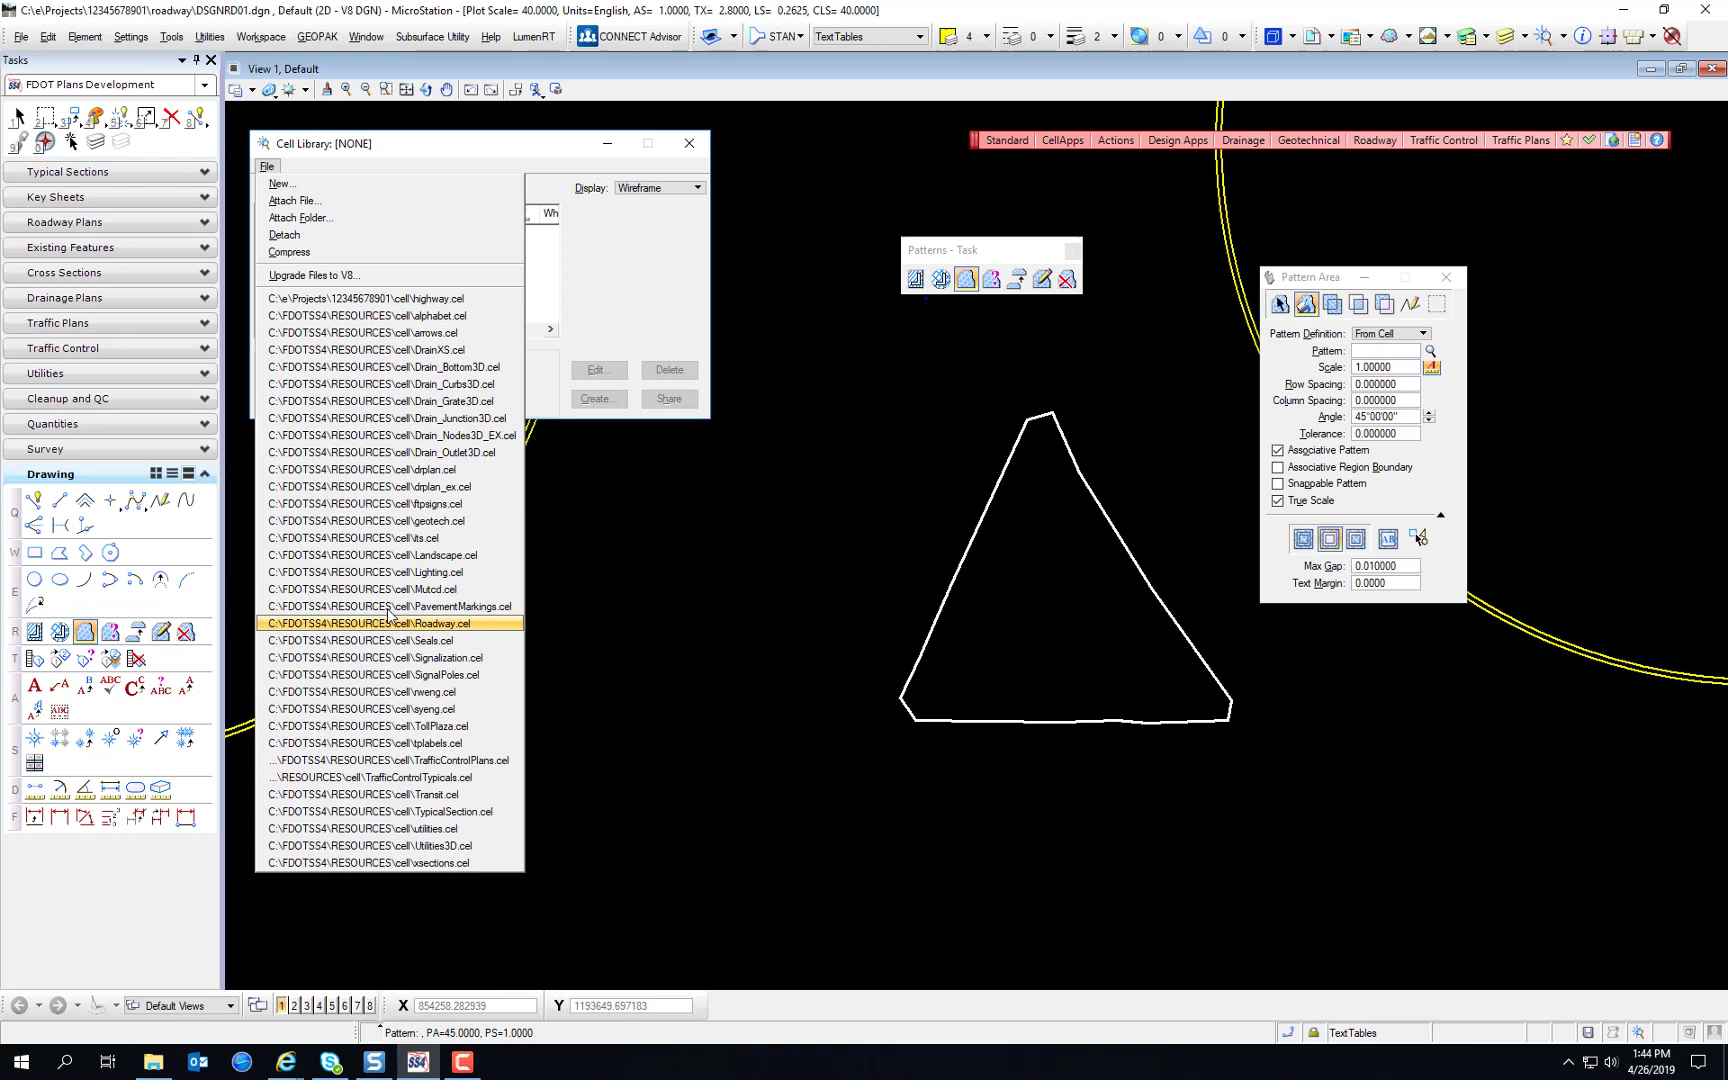 C:\e\Projects\12345678901\roadway\DSGNRD01.dgn , Default (2D - V8 DGN) - MicroStation - [Plot Scale= 40.0000, Units=English, AS= 1.0000, TX= 2.8000, LS= 0.2625, CLS= 40.0000]
File Edit Element Settings Tools Utilities Workspace GEOPAK Window Subsurface Utility Help LumenRT CONNECT Advisor STAN TextTables 4 0 2 0 0
Tasks
View 1, Default
FDOT Plans Development
Cell Library: [NONE]
Standard CellApps Actions Design Apps Drainage Geotechnical Roadway Traffic Control Traffic Plans
File
Display: Wireframe
Wh
Edit... Delete
Create... Share
New...
Attach File...
Attach Folder...
Detach
Compress
Upgrade Files to V8...
C:\e\Projects\12345678901\cell\highway.cel
C:\FDOTSS4\RESOURCES\cell\alphabet.cel
C:\FDOTSS4\RESOURCES\cell\arrows.cel
C:\FDOTSS4\RESOURCES\cell\DrainXS.cel
C:\FDOTSS4\RESOURCES\cell\Drain_Bottom3D.cel
C:\FDOTSS4\RESOURCES\cell\Drain_Curbs3D.cel
C:\FDOTSS4\RESOURCES\cell\Drain_Grate3D.cel
C:\FDOTSS4\RESOURCES\cell\Drain_Junction3D.cel
C:\FDOTSS4\RESOURCES\cell\Drain_Nodes3D_EX.cel
C:\FDOTSS4\RESOURCES\cell\Drain_Outlet3D.cel
C:\FDOTSS4\RESOURCES\cell\drplan.cel
C:\FDOTSS4\RESOURCES\cell\drplan_ex.cel
C:\FDOTSS4\RESOURCES\cell\ftpsigns.cel
C:\FDOTSS4\RESOURCES\cell\geotech.cel
C:\FDOTSS4\RESOURCES\cell\its.cel
C:\FDOTSS4\RESOURCES\cell\Landscape.cel
C:\FDOTSS4\RESOURCES\cell\Lighting.cel
C:\FDOTSS4\RESOURCES\cell\Mutcd.cel
C:\FDOTSS4\RESOURCES\cell\PavementMarkings.cel
C:\FDOTSS4\RESOURCES\cell\Roadway.cel
C:\FDOTSS4\RESOURCES\cell\Seals.cel
C:\FDOTSS4\RESOURCES\cell\Signalization.cel
C:\FDOTSS4\RESOURCES\cell\SignalPoles.cel
C:\FDOTSS4\RESOURCES\cell\rweng.cel
C:\FDOTSS4\RESOURCES\cell\syeng.cel
C:\FDOTSS4\RESOURCES\cell\TollPlaza.cel
C:\FDOTSS4\RESOURCES\cell\tplabels.cel
...\FDOTSS4\RESOURCES\cell\TrafficControlPlans.cel
...\RESOURCES\cell\TrafficControlTypicals.cel
C:\FDOTSS4\RESOURCES\cell\Transit.cel
C:\FDOTSS4\RESOURCES\cell\TypicalSection.cel
C:\FDOTSS4\RESOURCES\cell\utilities.cel
C:\FDOTSS4\RESOURCES\cell\Utilities3D.cel
C:\FDOTSS4\RESOURCES\cell\xsections.cel
Typical Sections
Key Sheets
Roadway Plans
Existing Features
Cross Sections
Drainage Plans
Traffic Plans
Traffic Control
Utilities
Cleanup and QC
Quantities
Survey
Drawing
Q
W
E
R
T
A
S
D
F
Patterns - Task
Pattern Area
Pattern Definition: From Cell
Pattern:
Scale: 1.00000
Row Spacing: 0.000000
Column Spacing: 0.000000
Angle: 45°00'00"
Tolerance: 0.000000
Associative Pattern
Associative Region Boundary
Snappable Pattern
True Scale
Max Gap: 0.010000
Text Margin: 0.0000
Default Views 1 2 3 4 5 6 7 8 X 854258.282939 Y 1193649.697183
Pattern: , PA=45.0000, PS=1.0000
TextTables
1:44 PM
4/26/2019